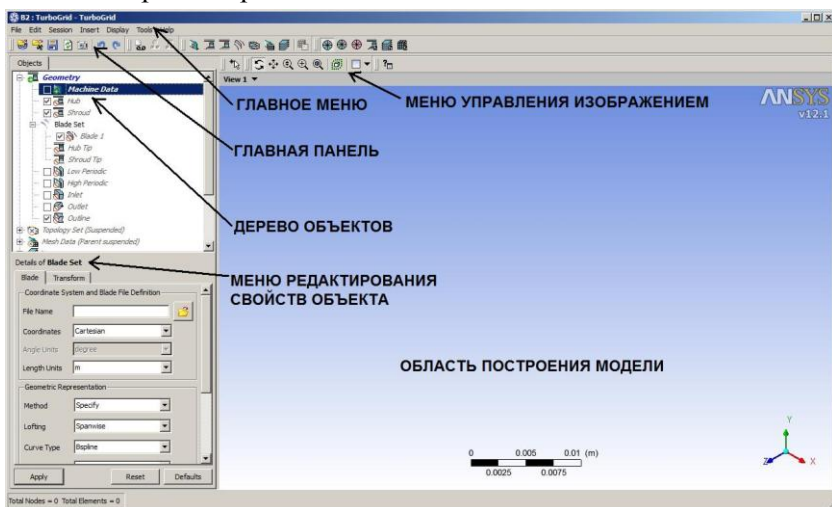 B2 : TurboGrid - TurboGrid
File Edit Session Insert Display Tools Help
Objects
View 1
Geometry
Machine Data
Hub
Shroud
Blade Set
Blade 1
Hub Tip
Shroud Tip
Low Periodic
High Periodic
Inlet
Outlet
Outline
Topology Set (Suspended)
Mesh Data (Parent suspended)
ГЛАВНОЕ МЕНЮ
МЕНЮ УПРАВЛЕНИЯ ИЗОБРАЖЕНИЕМ
ANSYS
v12.1
ГЛАВНАЯ ПАНЕЛЬ
ДЕРЕВО ОБЪЕКТОВ
МЕНЮ РЕДАКТИРОВАНИЯ
СВОЙСТВ ОБЪЕКТА
ОБЛАСТЬ ПОСТРОЕНИЯ МОДЕЛИ
Details of Blade Set
Blade Transform
Coordinate System and Blade File Definition
File Name
Coordinates Cartesian
Angle Units degree
Length Units m
Geometric Representation
Method Specify
Lofting Spanwise
Curve Type Bspline
Apply Reset Defaults
0 0.005 0.01 (m)
0.0025 0.0075
Y
Z X
Total Nodes = 0 Total Elements = 0